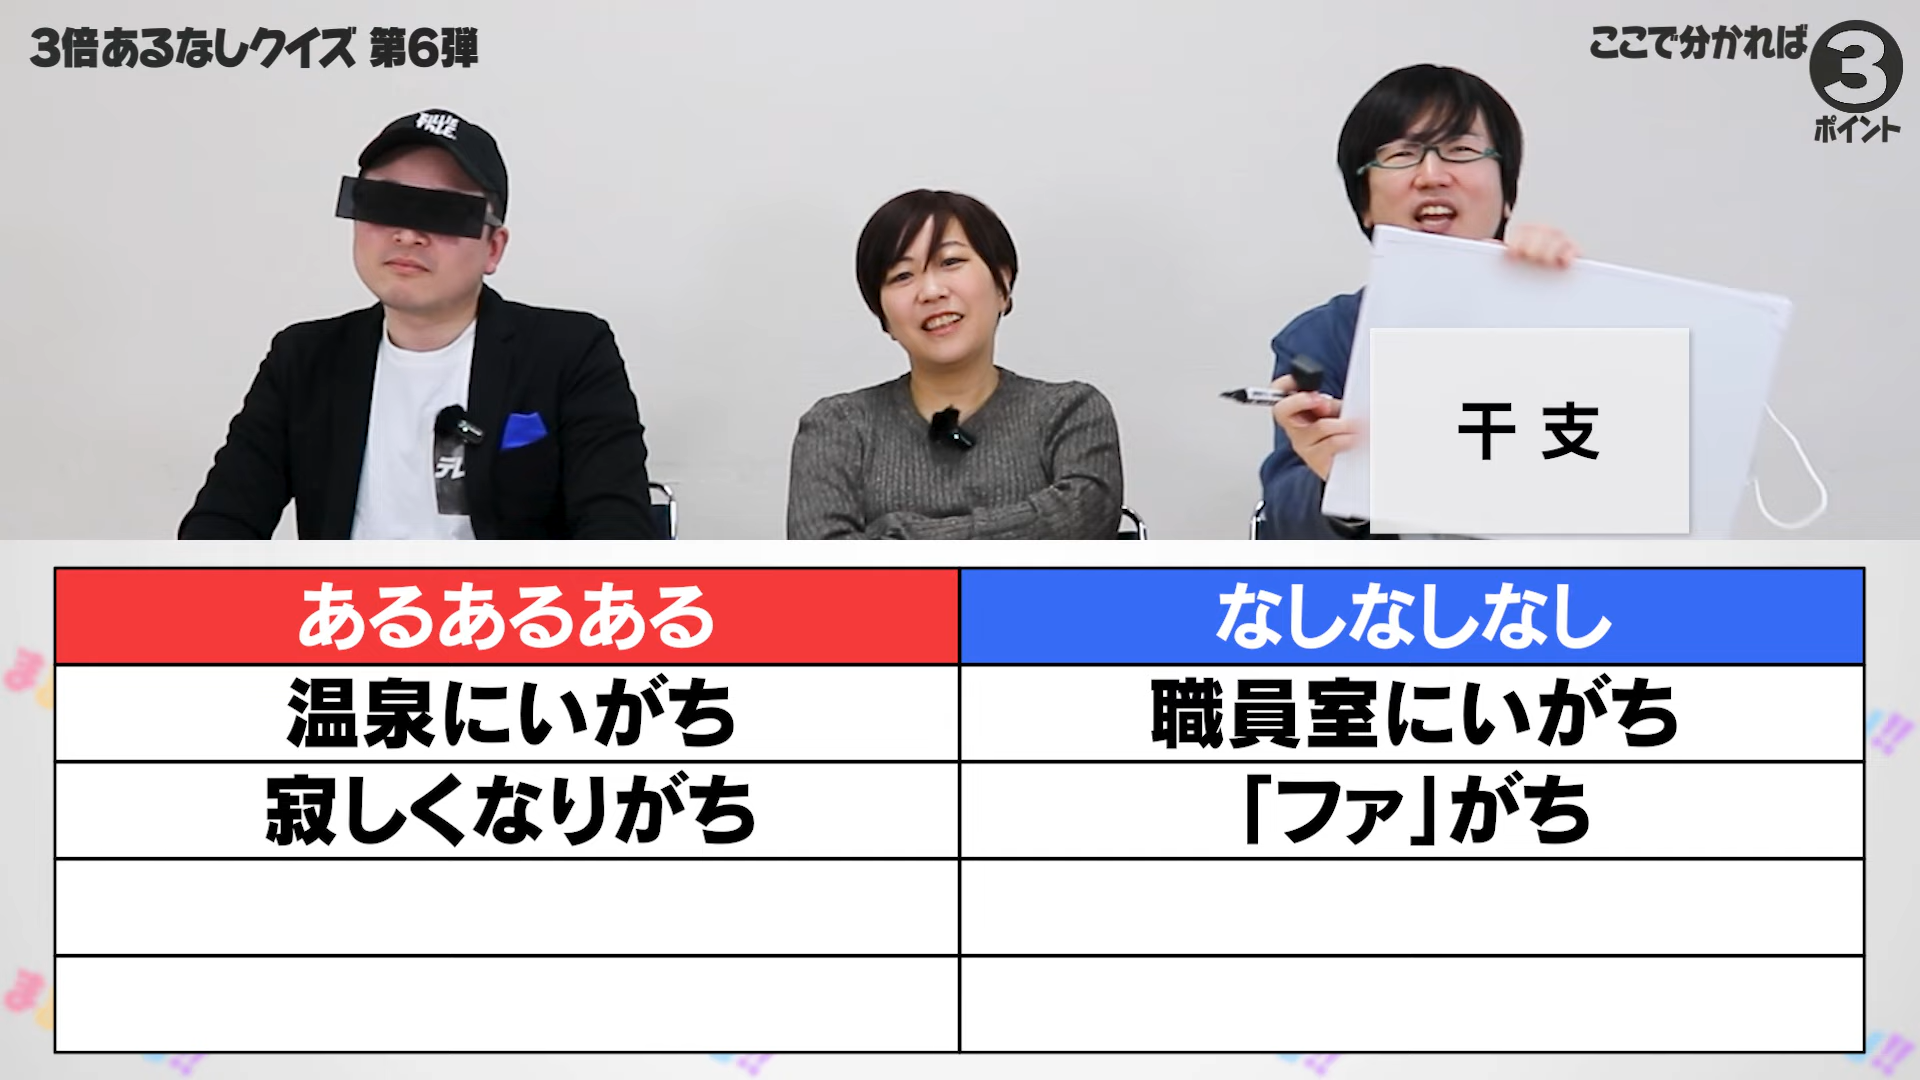 3倍あるなしクイズ 第6弾
ここで分かれば
3
ポイント
干支
テレ
あるあるある
なしなしなし
温泉にいがち
職員室にいがち
寂しくなりがち
「ファ」がち